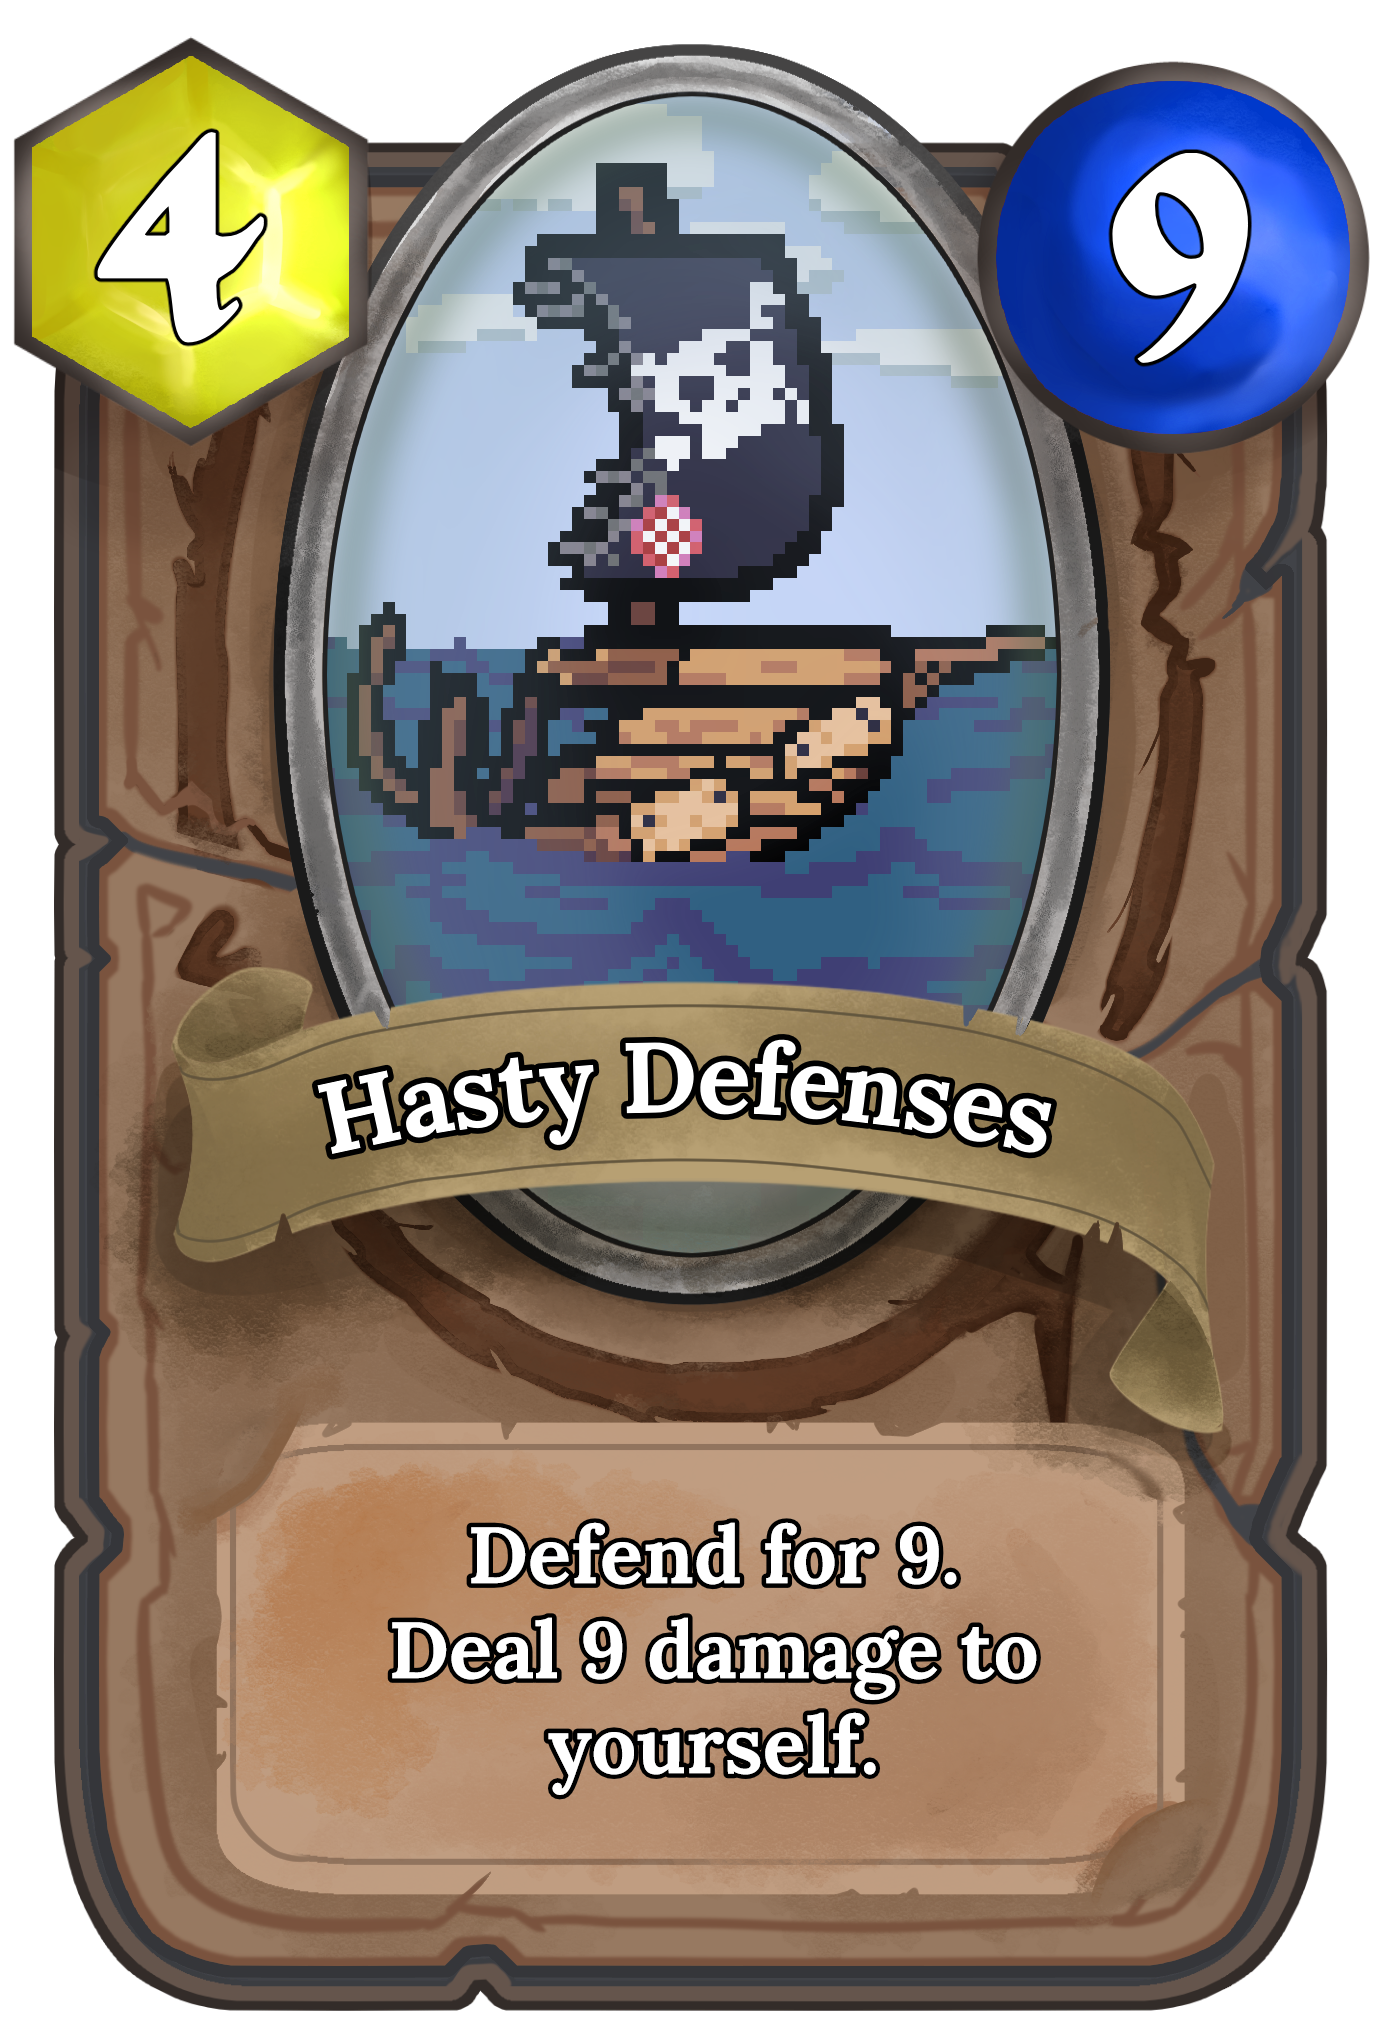 4
9
Hasty Defenses
Defend for 9.
Deal 9 damage to
yourself.